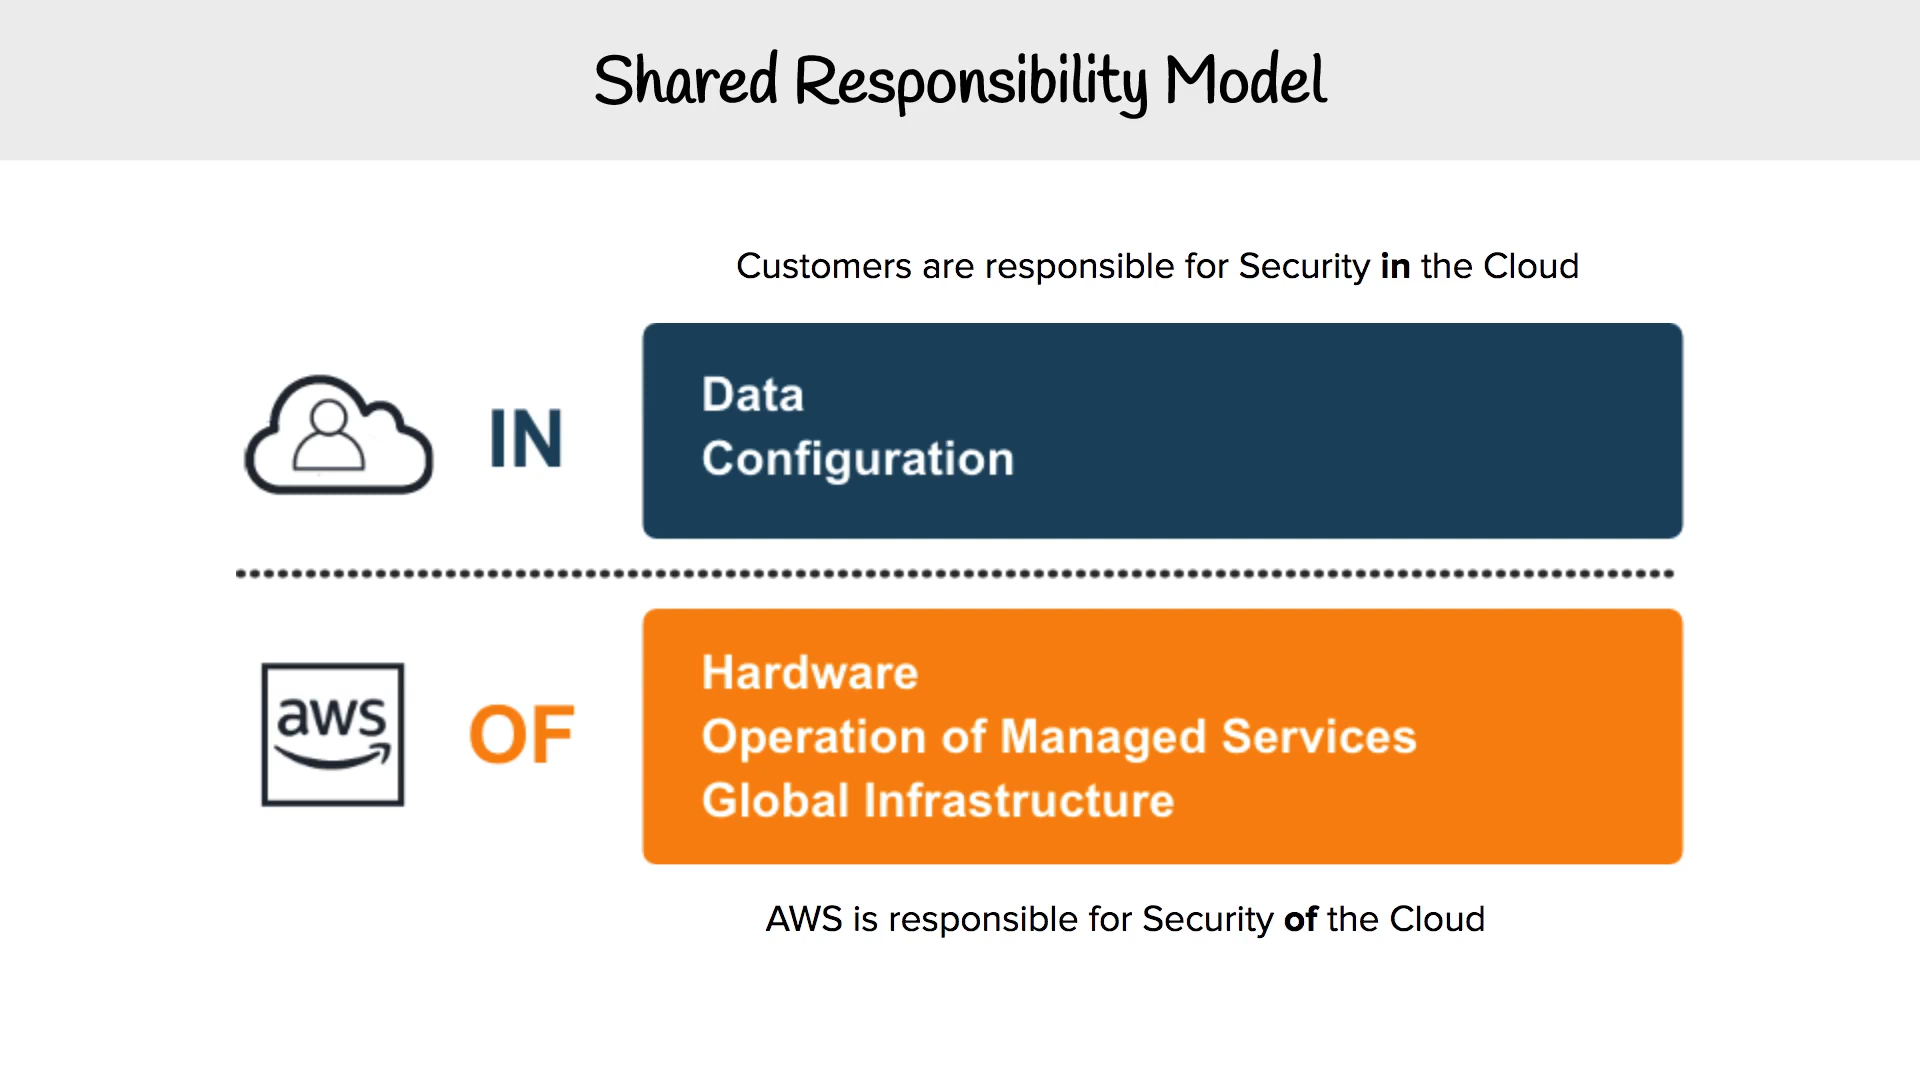 Shared Responsibility Model
Customers are responsible for Security in the Cloud
IN
Data
Configuration
aws
OF
Hardware
Operation of Managed Services
Global Infrastructure
AWS is responsible for Security of the Cloud